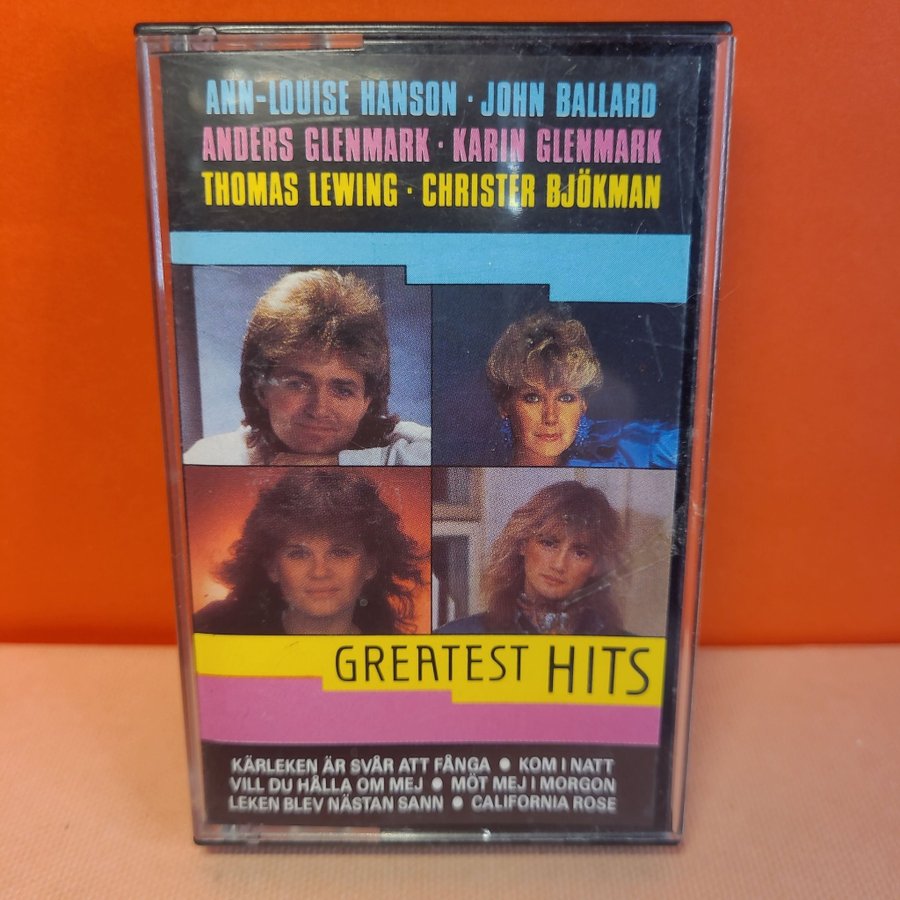 ANN-LOUISE HANSON · JOHN BALLARD
ANDERS GLENMARK · KARIN GLENMARK
THOMAS LEWING · CHRISTER BJÖKMAN
GREATEST HITS
KÄRLEKEN ÄR SVÅR ATT FÅNGA ● KOM I NATT
VILL DU HÅLLA OM MEJ ● MÖT MEJ I MORGON
LEKEN BLEV NÄSTAN SANN ● CALIFORNIA ROSE